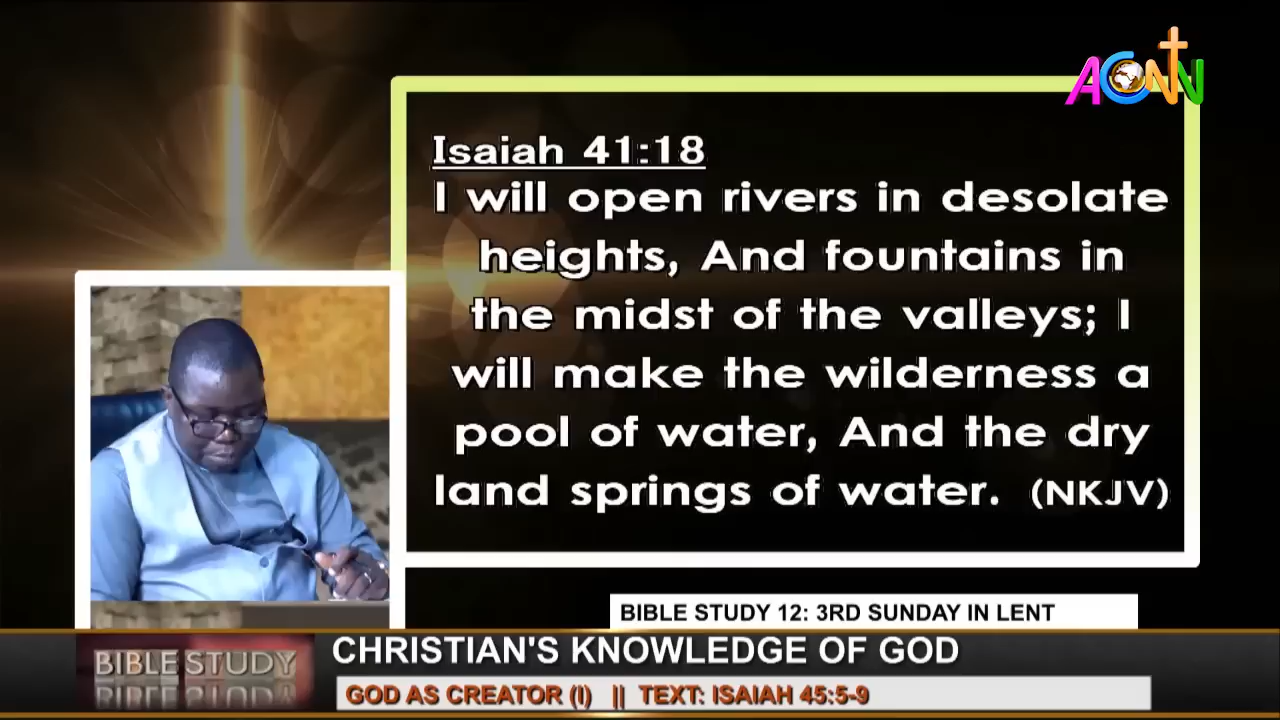 ACNN
Isaiah 41:18
I will open rivers in desolate
heights, And fountains in
the midst of the valleys; I
will make the wilderness a
pool of water, And the dry
land springs of water. (NKJV)
BIBLE STUDY 12: 3RD SUNDAY IN LENT
BIBLE STUDY
CHRISTIAN'S KNOWLEDGE OF GOD
GOD AS CREATOR (I) || TEXT: ISAIAH 45:5-9